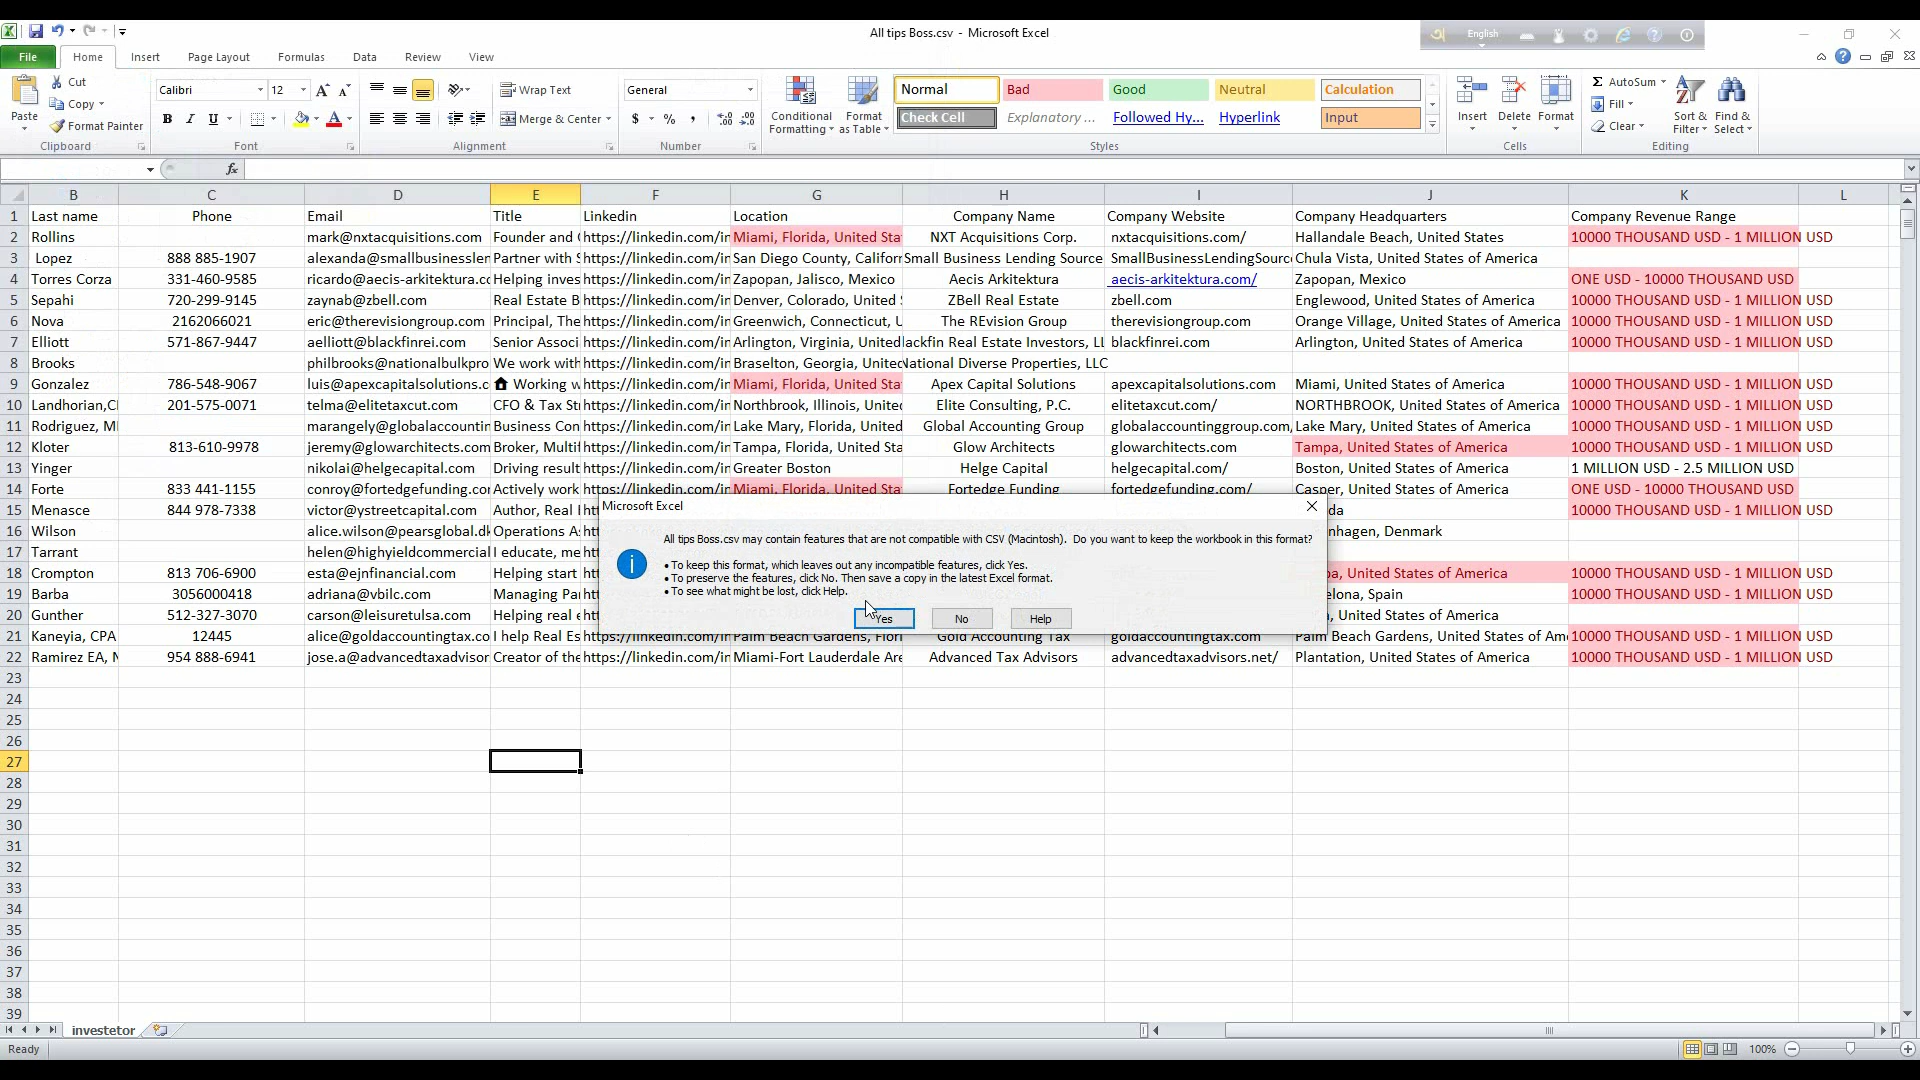 All tips Boss.csv - Microsoft Excel
English
File Home Insert Page Layout Formulas Data Review View
Cut
Copy
Format Painter
Paste
Clipboard
Calibri 12
B I U
Font
Wrap Text
Merge & Center
Alignment
General
$ % ,
Number
Conditional Formatting
Format as Table
Normal Bad Good Neutral Calculation
Check Cell Explanatory ... Followed Hy... Hyperlink Input
Styles
Insert Delete Format
Cells
AutoSum
Fill
Clear
Sort & Filter
Find & Select
Editing
fx
B C D E F G H I J K L
1 Last name Phone Email Title Linkedin Location Company Name Company Website Company Headquarters Company Revenue Range
2 Rollins mark@nxtacquisitions.com Founder and https://linkedin.com/in Miami, Florida, United Sta NXT Acquisitions Corp. nxtacquisitions.com/ Hallandale Beach, United States 10000 THOUSAND USD - 1 MILLION USD
3 Lopez 888 885-1907 alexanda@smallbusinesslen Partner with S https://linkedin.com/in San Diego County, Californ Small Business Lending Source SmallBusinessLendingSourc Chula Vista, United States of America
4 Torres Corza 331-460-9585 ricardo@aecis-arkitektura.co Helping inves https://linkedin.com/in Zapopan, Jalisco, Mexico Aecis Arkitektura aecis-arkitektura.com/ Zapopan, Mexico ONE USD - 10000 THOUSAND USD
5 Sepahi 720-299-9145 zaynab@zbell.com Real Estate B https://linkedin.com/in Denver, Colorado, United ZBell Real Estate zbell.com Englewood, United States of America 10000 THOUSAND USD - 1 MILLION USD
6 Nova 2162066021 eric@therevisiongroup.com Principal, The https://linkedin.com/in Greenwich, Connecticut, U The REvision Group therevisiongroup.com Orange Village, United States of America 10000 THOUSAND USD - 1 MILLION USD
7 Elliott 571-867-9447 aelliott@blackfinrei.com Senior Associ https://linkedin.com/in Arlington, Virginia, United lackfin Real Estate Investors, LL blackfinrei.com Arlington, United States of America 10000 THOUSAND USD - 1 MILLION USD
8 Brooks philbrooks@nationalbulkpro We work with https://linkedin.com/in Braselton, Georgia, United National Diverse Properties, LLC
9 Gonzalez 786-548-9067 luis@apexcapitalsolutions.c Working w https://linkedin.com/in Miami, Florida, United Sta Apex Capital Solutions apexcapitalsolutions.com Miami, United States of America 10000 THOUSAND USD - 1 MILLION USD
10 Landhorian,C 201-575-0071 telma@elitetaxcut.com CFO & Tax St https://linkedin.com/in Northbrook, Illinois, Unite Elite Consulting, P.C. elitetaxcut.com/ NORTHBROOK, United States of America 10000 THOUSAND USD - 1 MILLION USD
11 Rodriguez, M marangely@globalaccountin Business Con https://linkedin.com/in Lake Mary, Florida, United Global Accounting Group globalaccountinggroup.com, Lake Mary, United States of America 10000 THOUSAND USD - 1 MILLION USD
12 Kloter 813-610-9978 jeremy@glowarchitects.com Broker, Multif https://linkedin.com/in Tampa, Florida, United Sta Glow Architects glowarchitects.com Tampa, United States of America 10000 THOUSAND USD - 1 MILLION USD
13 Yinger nikolai@helgecapital.com Driving result https://linkedin.com/in Greater Boston Helge Capital helgecapital.com/ Boston, United States of America 1 MILLION USD - 2.5 MILLION USD
14 Forte 833 441-1155 conroy@fortedgefunding.co Actively work https://linkedin.com/in Miami, Florida, United Sta Fortedge Funding fortedgefunding.com/ Casper, United States of America ONE USD - 10000 THOUSAND USD
15 Menasce 844 978-7338 victor@ystreetcapital.com Author, Real da 10000 THOUSAND USD - 1 MILLION USD
16 Wilson alice.wilson@pearsglobal.dk Operations A nhagen, Denmark
17 Tarrant helen@highyieldcommercial I educate, me
18 Crompton 813 706-6900 esta@ejnfinancial.com Helping start a, United States of America 10000 THOUSAND USD - 1 MILLION USD
19 Barba 3056000418 adriana@vbilc.com Managing Pa elona, Spain 10000 THOUSAND USD - 1 MILLION USD
20 Gunther 512-327-3070 carson@leisuretulsa.com Helping real , United States of America
21 Kaneyia, CPA 12445 alice@goldaccountingtax.co I help Real Es https://linkedin.com/in Palm Beach Gardens, Flori Gold Accounting Tax goldaccountingtax.com Palm Beach Gardens, United States of Am 10000 THOUSAND USD - 1 MILLION USD
22 Ramirez EA, M 954 888-6941 jose.a@advancedtaxadvisor Creator of the https://linkedin.com/in Miami-Fort Lauderdale Are Advanced Tax Advisors advancedtaxadvisors.net/ Plantation, United States of America 10000 THOUSAND USD - 1 MILLION USD
23
24
25
26
27
28
29
30
31
32
33
34
35
36
37
38
39
Microsoft Excel
All tips Boss.csv may contain features that are not compatible with CSV (Macintosh). Do you want to keep the workbook in this format?
• To keep this format, which leaves out any incompatible features, click Yes.
• To preserve the features, click No. Then save a copy in the latest Excel format.
• To see what might be lost, click Help.
Yes No Help
investetor
Ready
100%